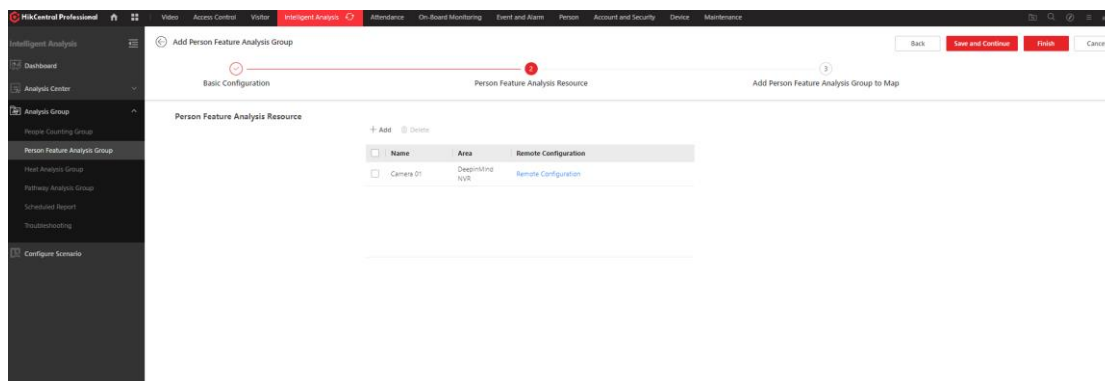 HikCentral Professional Video Access Control Visitor Intelligent Analysis Attendance On-Board Monitoring Event and Alarm Person Account and Security Device Maintenance
Intelligent Analysis
Add Person Feature Analysis Group
Back Save and Continue Finish Cance
Dashboard
Analysis Center
Analysis Group
People Counting Group
Person Feature Analysis Group
Heat Analysis Group
Pathway Analysis Group
Scheduled Report
Troubleshooting
Configure Scenario
2 3
Basic Configuration Person Feature Analysis Resource Add Person Feature Analysis Group to Map
Person Feature Analysis Resource
+ Add Delete
Name Area Remote Configuration
Camera 01 DeepinMind NVR Remote Configuration